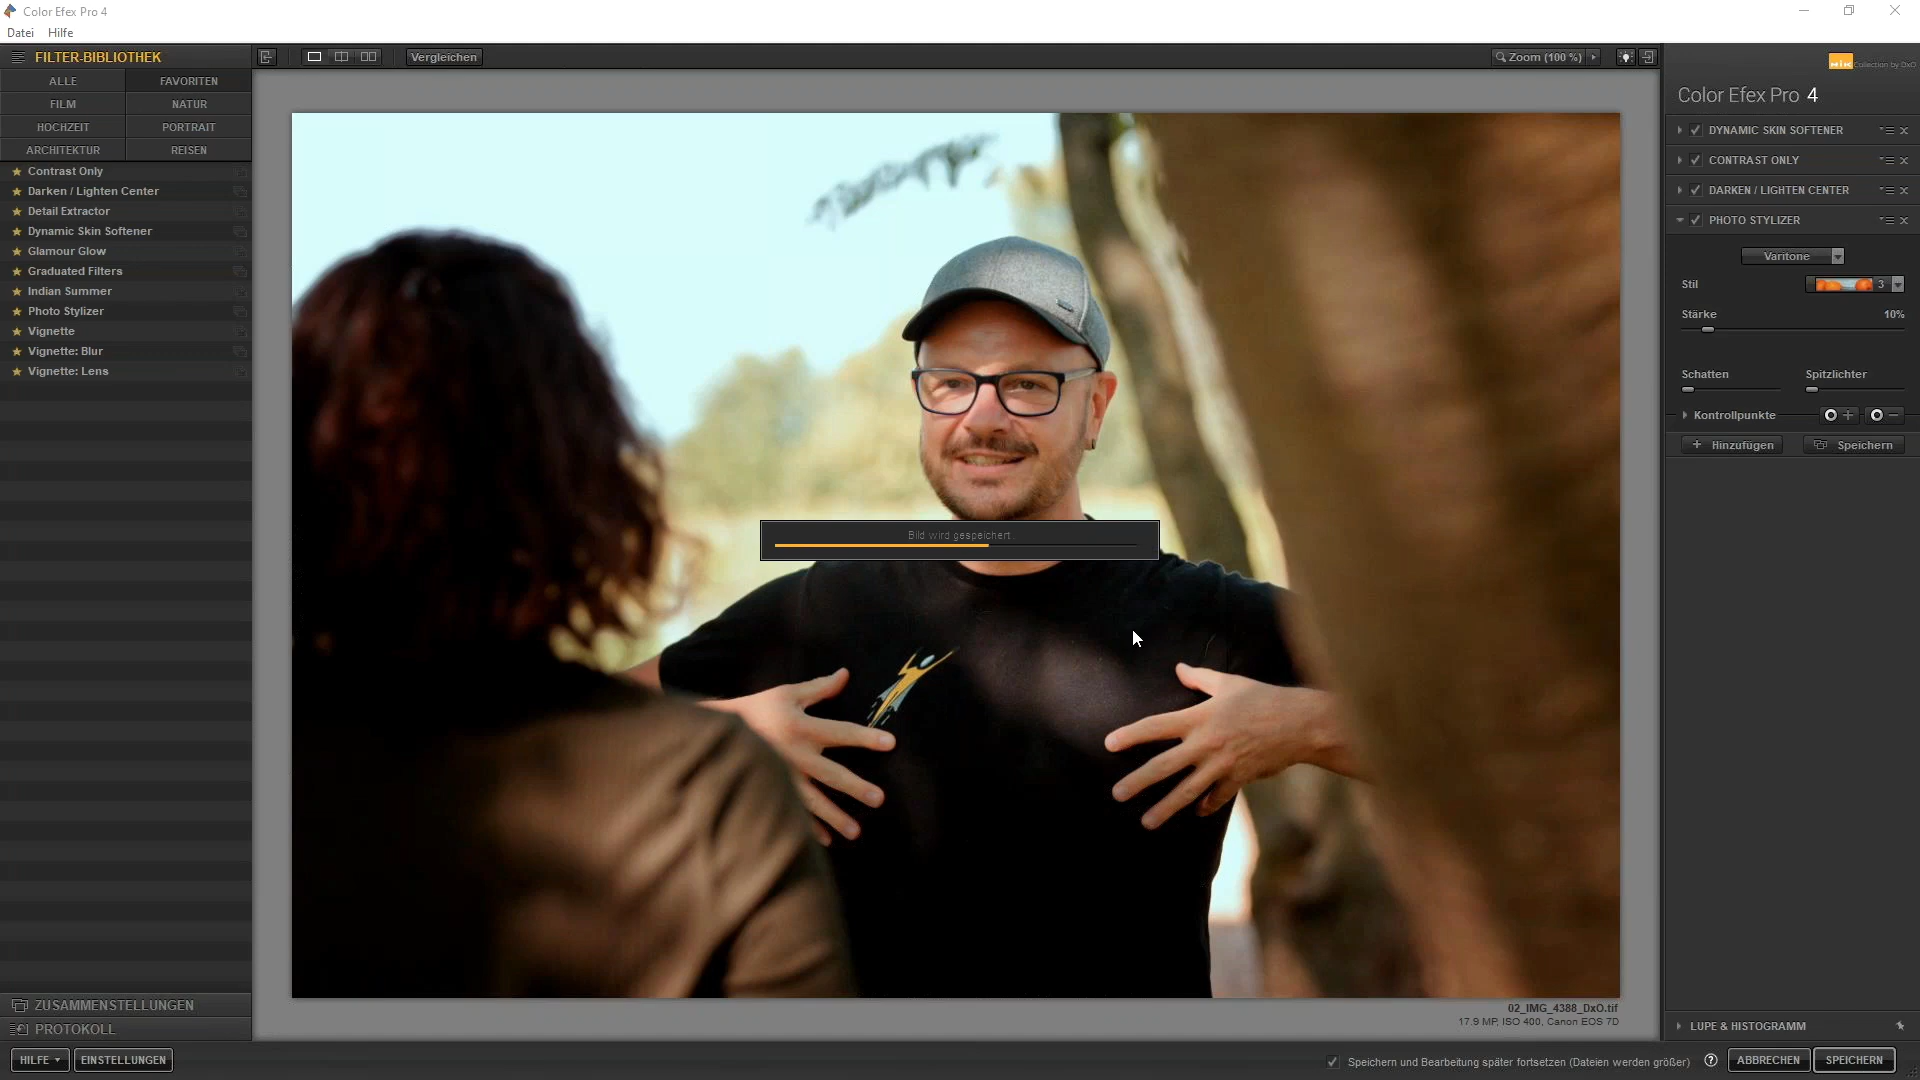 Color Efex Pro 4
Datei Hilfe
FILTER-BIBLIOTHEK
ALLE FAVORITEN
FILM NATUR
HOCHZEIT PORTRAIT
ARCHITEKTUR REISEN
Contrast Only
Darken / Lighten Center
Detail Extractor
Dynamic Skin Softener
Glamour Glow
Graduated Filters
Indian Summer
Photo Stylizer
Vignette
Vignette: Blur
Vignette: Lens
ZUSAMMENSTELLUNGEN
PROTOKOLL
HILFE EINSTELLUNGEN
Vergleichen
Zoom (100 %)
Bild wird gespeichert
02_IMG_4388_DxO.tif
17.9 MP, ISO 400, Canon EOS 7D
Nik Collection by DxO
Color Efex Pro 4
DYNAMIC SKIN SOFTENER
CONTRAST ONLY
DARKEN / LIGHTEN CENTER
PHOTO STYLIZER
Varitone
Stil 3
Stärke 10%
Schatten Spitzlichter
Kontrollpunkte
Hinzufügen Speichern
LUPE & HISTOGRAMM
Speichern und Bearbeitung später fortsetzen (Dateien werden größer) ? ABBRECHEN SPEICHERN